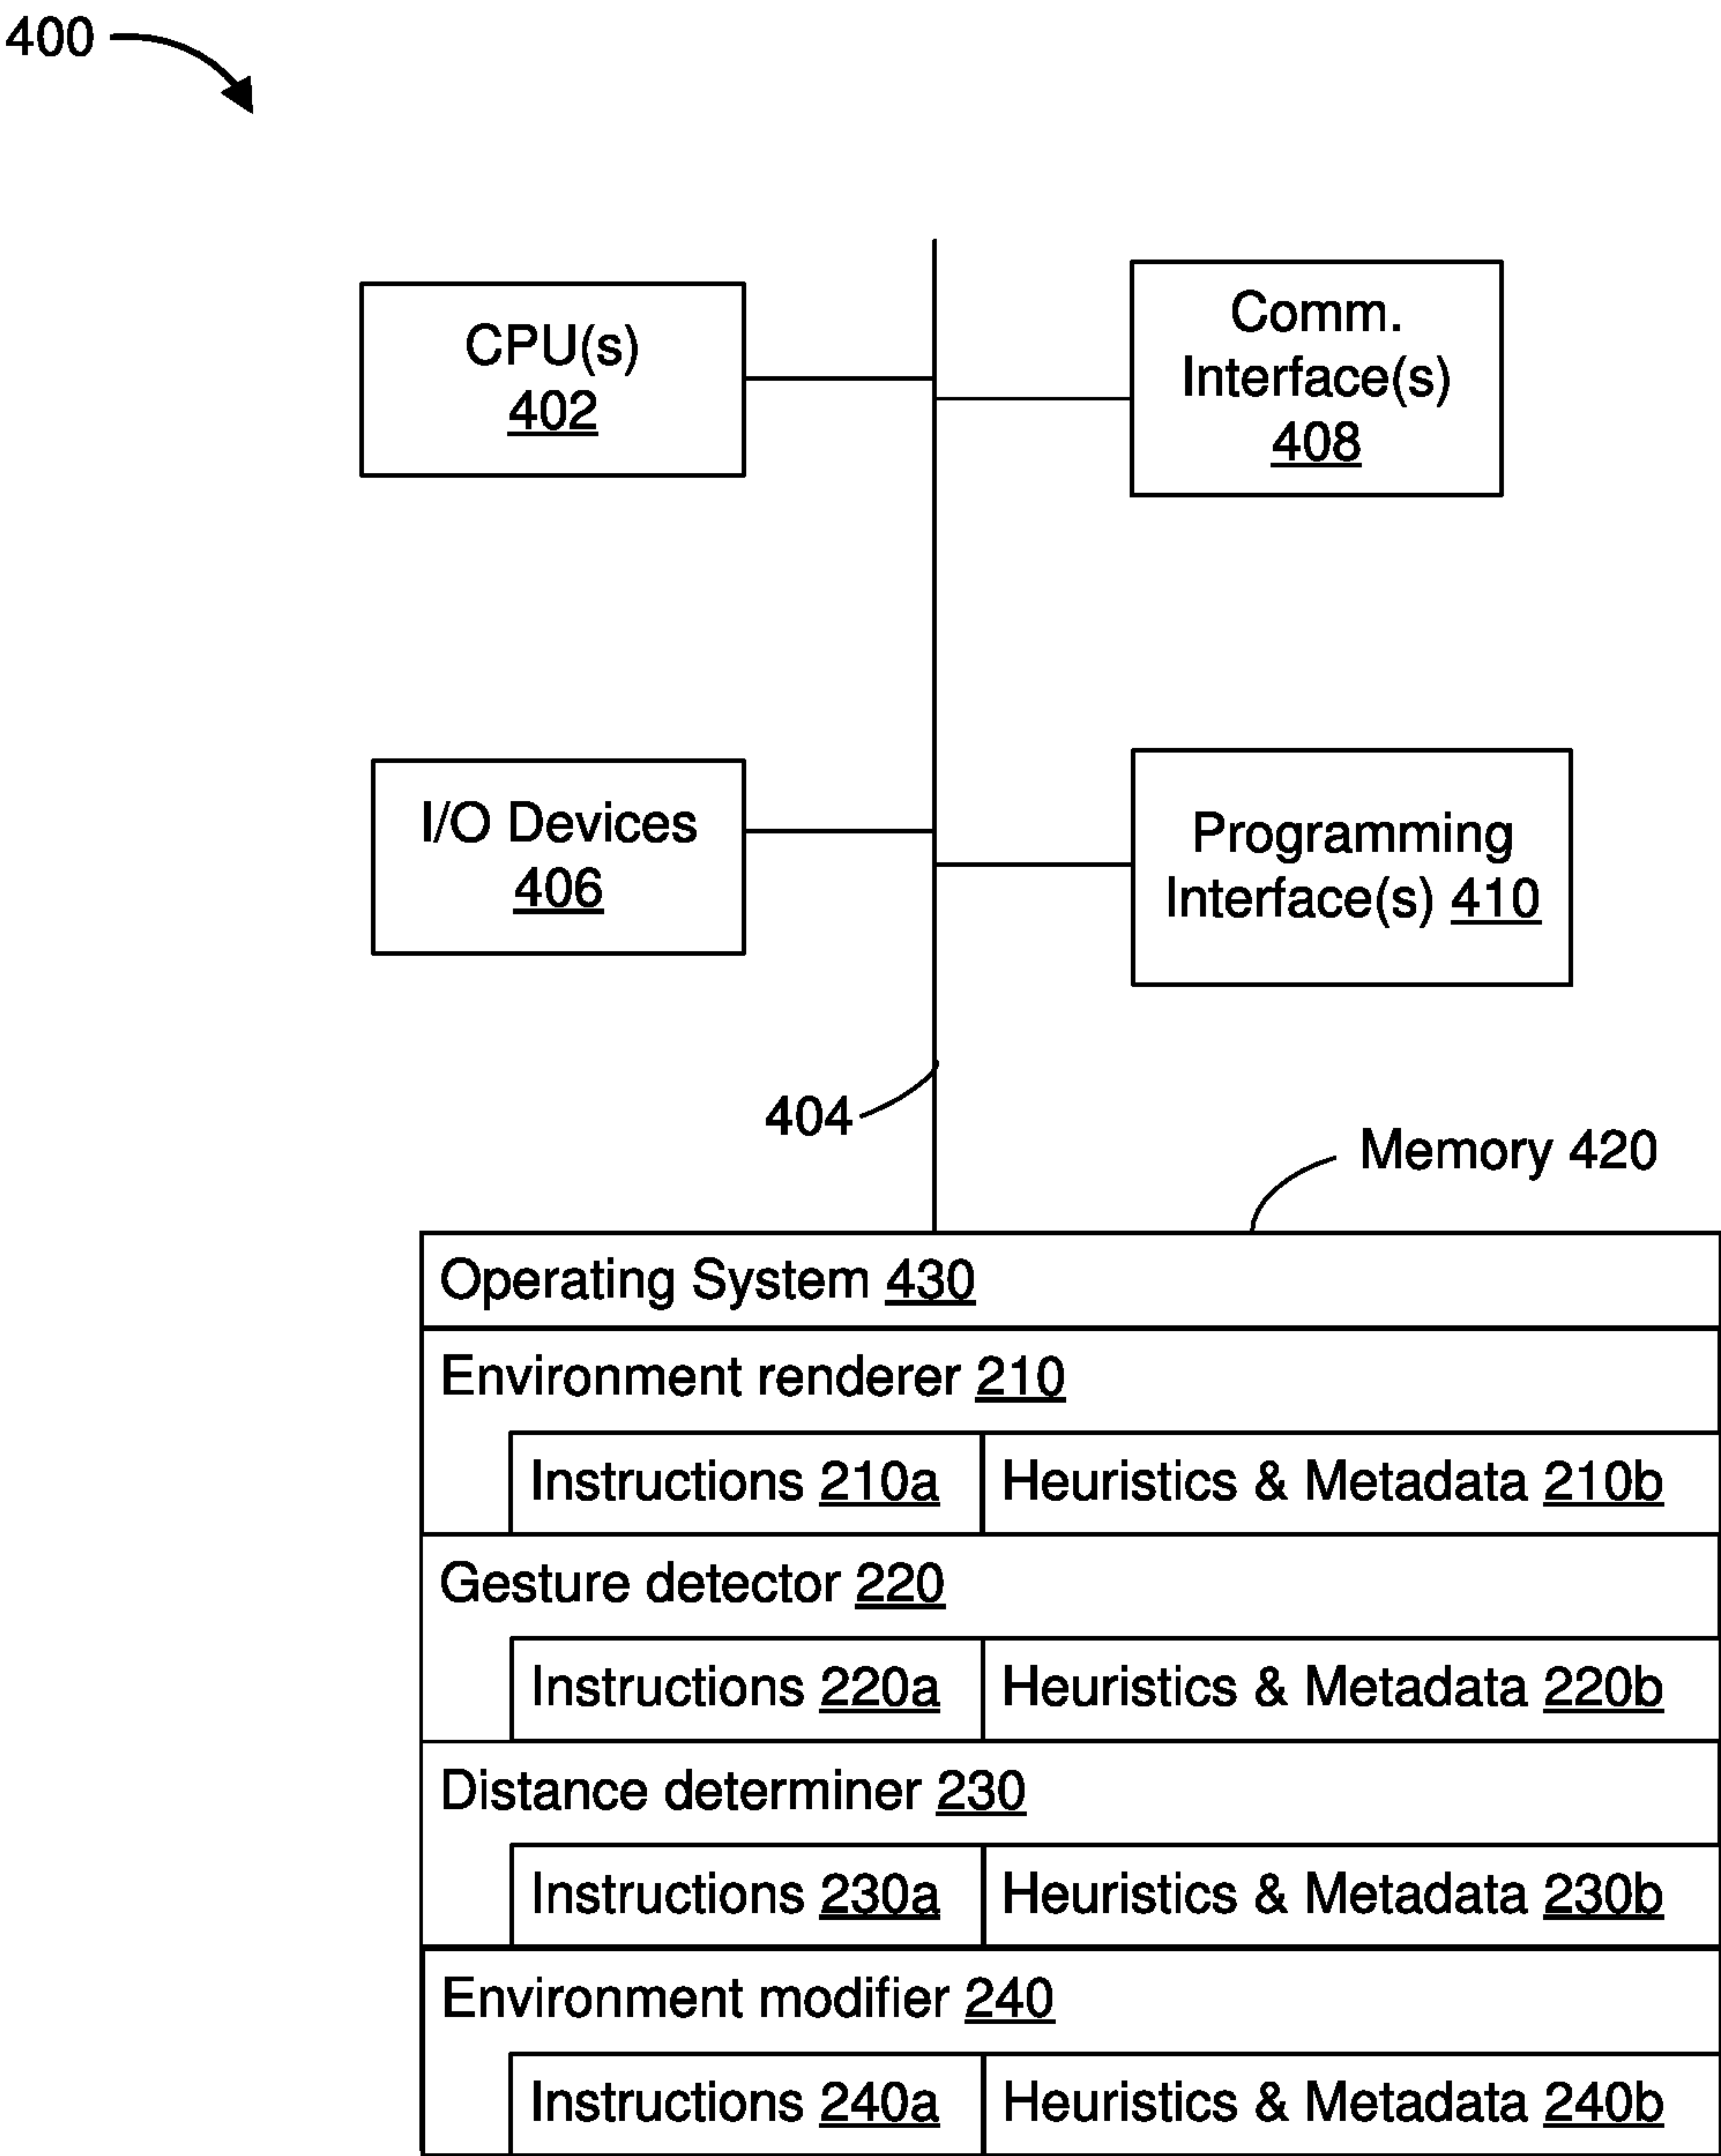 400
CPU(s)
402
Comm.
Interface(s)
408
I/O Devices
406
Programming
Interface(s) 410
404
Memory 420
Operating System 430
Environment renderer 210
Instructions 210a
Heuristics & Metadata 210b
Gesture detector 220
Instructions 220a
Heuristics & Metadata 220b
Distance determiner 230
Instructions 230a
Heuristics & Metadata 230b
Environment modifier 240
Instructions 240a
Heuristics & Metadata 240b